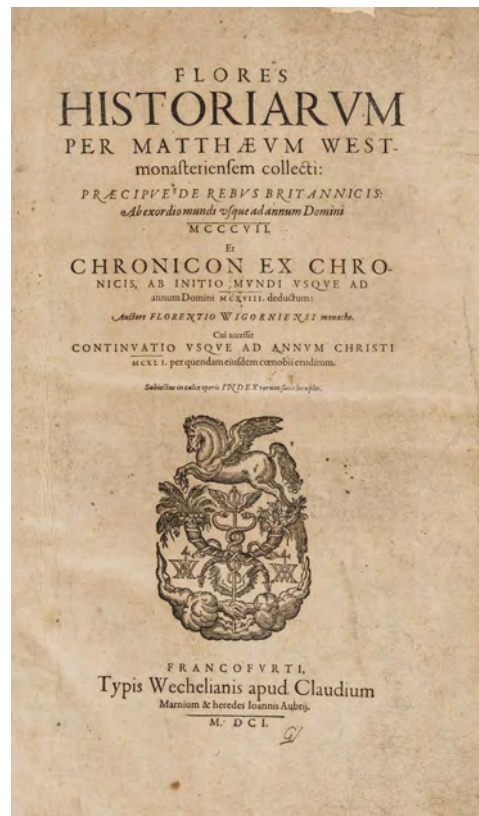 FLORES
HISTORIARVM
PER MATTHÆVM WEST-
monaſterienſem collecti:
PRÆCIPVE DE REBVS BRITANNICIS:
Ab exordio mundi vſque ad annum Domini
MCCCVII.
Et
CHRONICON EX CHRO-
NICIS, AB INITIO MVNDI VSQVE AD
annum Domini MCXVIII. deductum:
Auctore FLORENTIO WIGORNIENSI monacho.
Cui acceſſit
CONTINVATIO VSQVE AD ANNVM CHRISTI
MCXLI. per quendam eiuſdem cœnobii eruditum.
Subiectus in calce operis INDEX rerum ſatis locuples.
FRANCOFVRTI,
Typis Wechelianis apud Claudium
Marnium & heredes Ioannis Aubrij.
M. DCI.